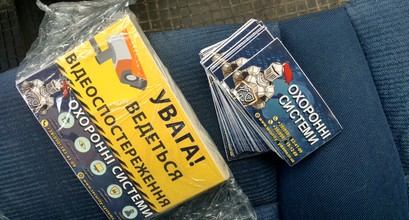 УВАГА!
ВЕДЕТЬСЯ
ВІДЕОСПОСТЕРЕЖЕННЯ
ОХОРОННІ СИСТЕМИ
ОХОРОННІ
СИСТЕМИ